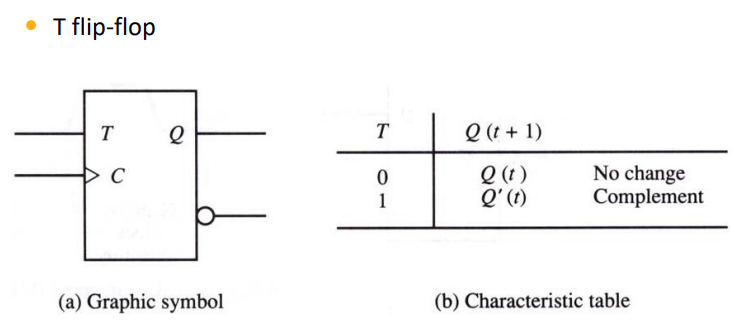 • T flip-flop
T Q
C
(a) Graphic symbol
T Q (t + 1)
0 Q (t) No change
1 Q' (t) Complement
(b) Characteristic table